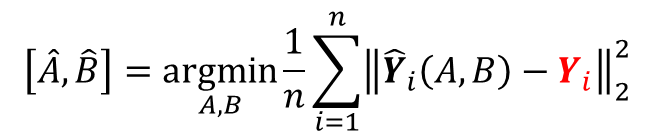 [Â, B̂] = argmin_{A,B} 1/n ∑_{i=1}^{n} ‖Ŷ_i(A, B) − Y_i‖_2^2